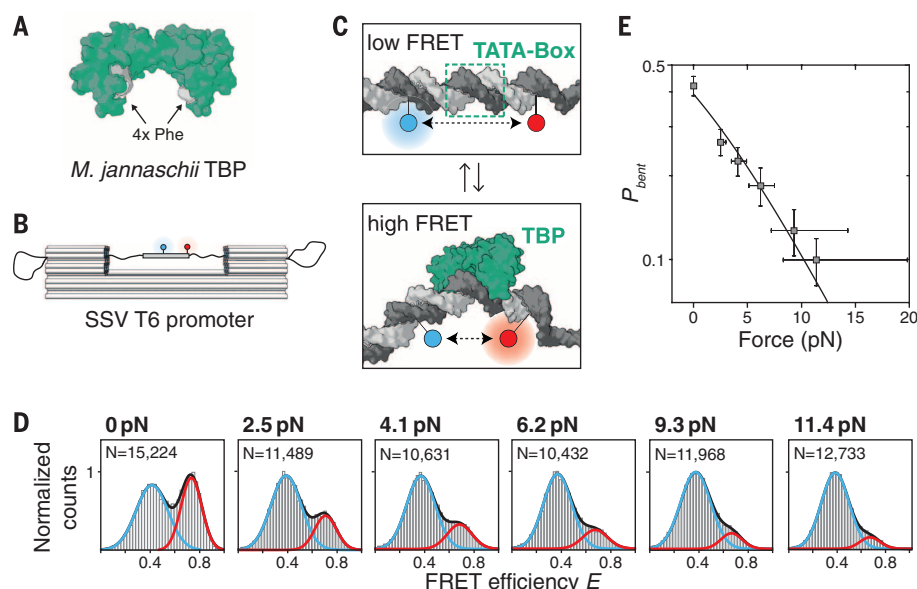 A
4x Phe
M. jannaschii TBP
B
SSV T6 promoter
C
low FRET
TATA-Box
high FRET
TBP
E
0.5
0.1
P_bent
0
5
10
15
20
Force (pN)
D
0 pN
2.5 pN
4.1 pN
6.2 pN
9.3 pN
11.4 pN
N=15,224
N=11,489
N=10,631
N=10,432
N=11,968
N=12,733
Normalized
counts
1
0.4 0.8
0.4 0.8
0.4 0.8
0.4 0.8
0.4 0.8
0.4 0.8
FRET efficiency E